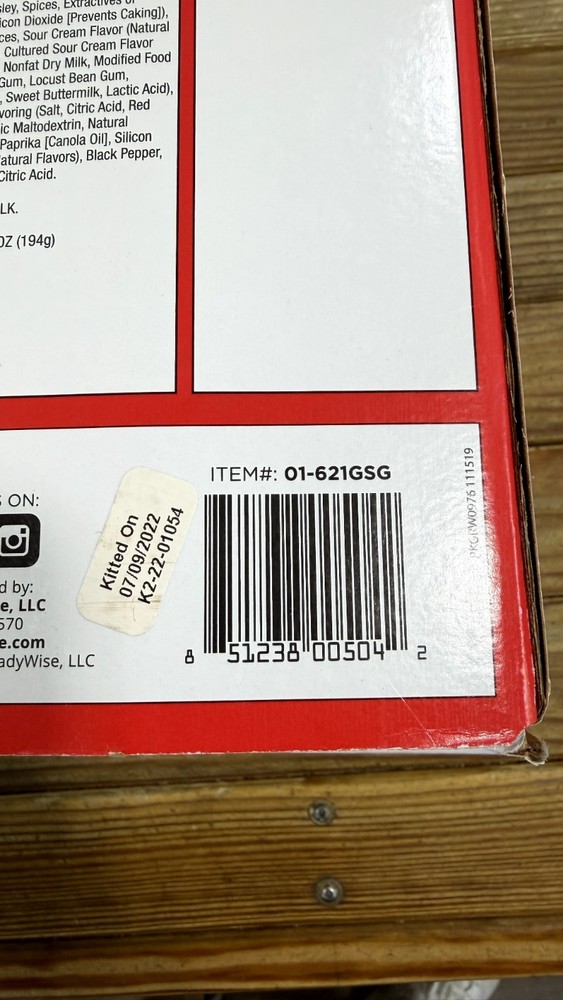 sley, Spices, Extractives of
icon Dioxide [Prevents Caking]),
ces, Sour Cream Flavor (Natural
Cultured Sour Cream Flavor
Nonfat Dry Milk, Modified Food
Gum, Locust Bean Gum,
, Sweet Buttermilk, Lactic Acid),
voring (Salt, Citric Acid, Red
ic Maltodextrin, Natural
Paprika [Canola Oil], Silicon
atural Flavors), Black Pepper,
Citric Acid.
LK.
OZ (194g)
S ON:
d by:
e, LLC
570
e.com
adyWise, LLC
Kitted On
07/09/2022
K2-22-01054
ITEM#: 01-621GSG
8 51238 00504 2
111519